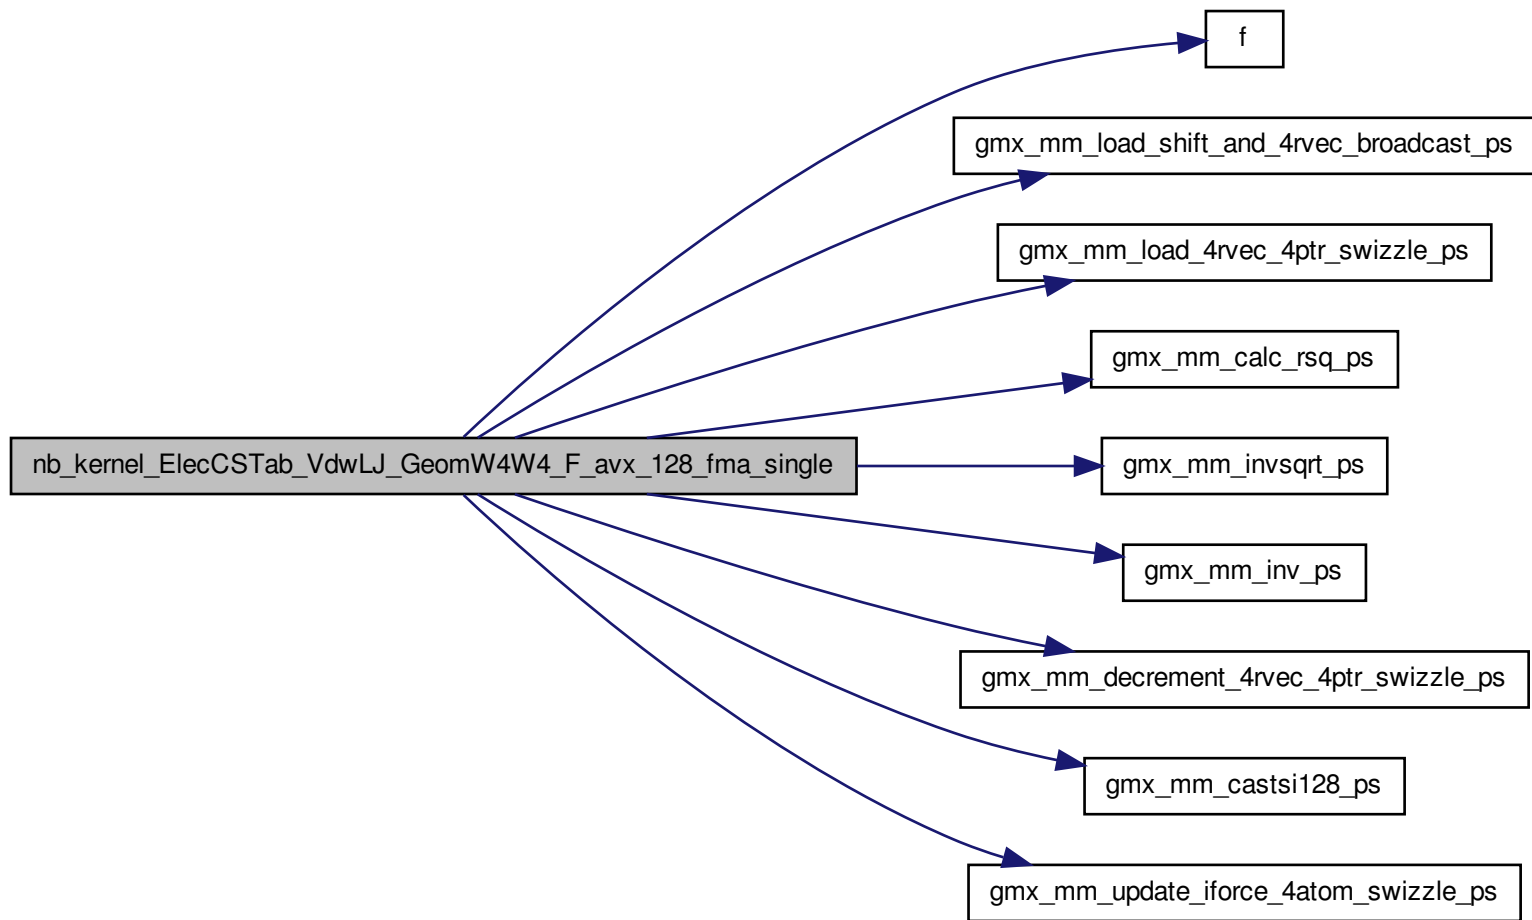 f
gmx_mm_load_shift_and_4rvec_broadcast_ps
gmx_mm_load_4rvec_4ptr_swizzle_ps
gmx_mm_calc_rsq_ps
nb_kernel_ElecCSTab_VdwLJ_GeomW4W4_F_avx_128_fma_single
gmx_mm_invsqrt_ps
gmx_mm_inv_ps
gmx_mm_decrement_4rvec_4ptr_swizzle_ps
gmx_mm_castsi128_ps
gmx_mm_update_iforce_4atom_swizzle_ps